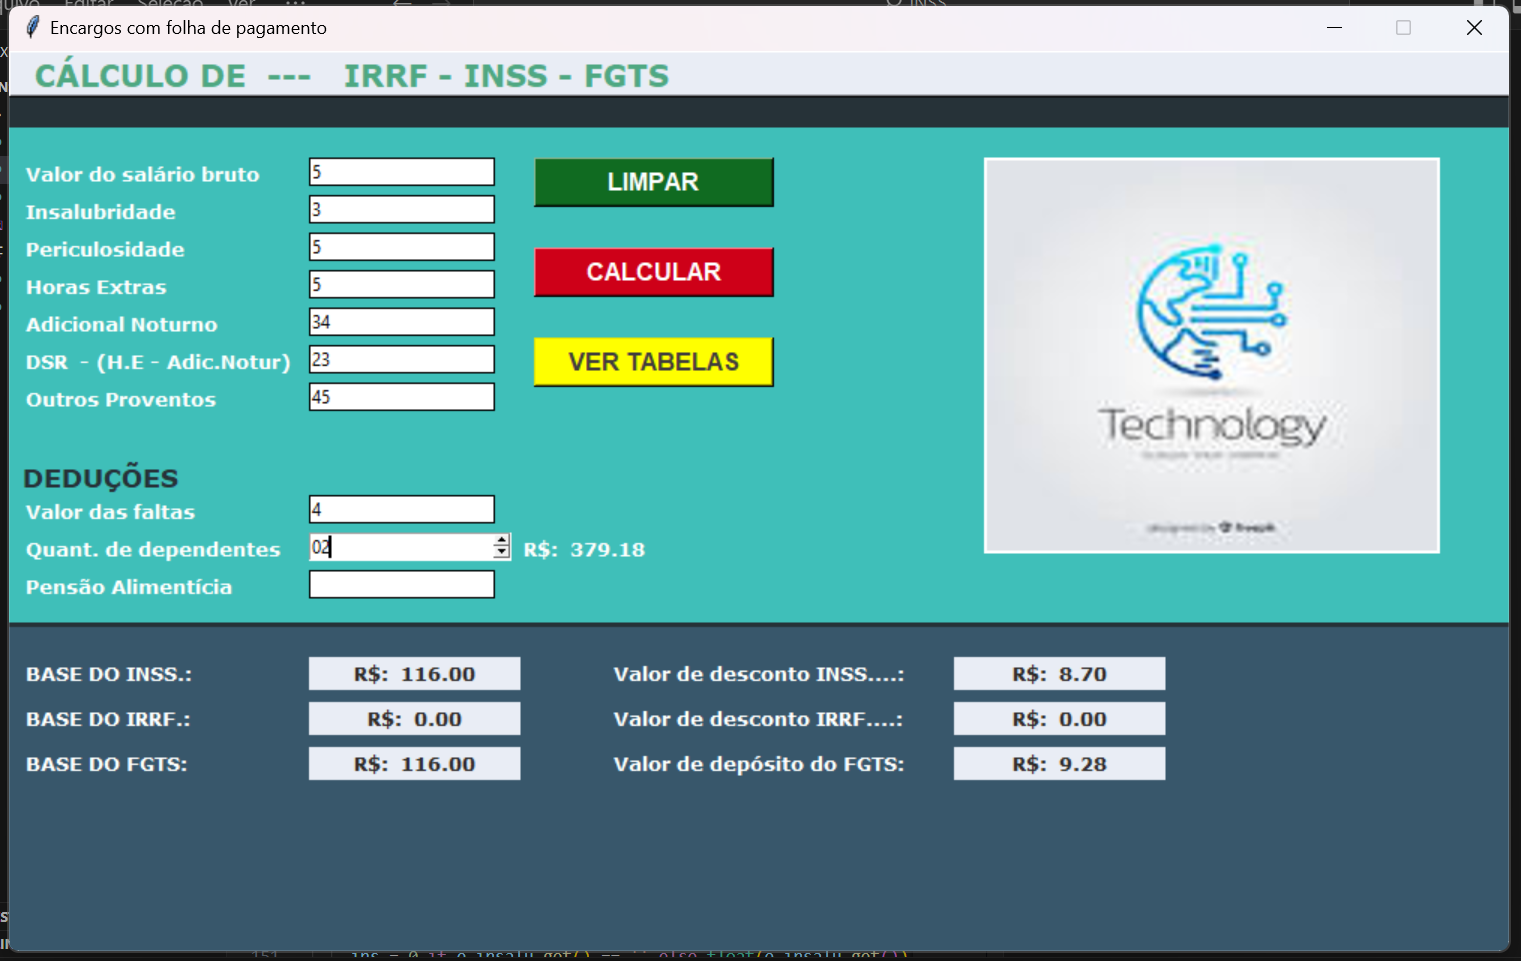 Encargos com folha de pagamento
CÁLCULO DE --- IRRF - INSS - FGTS
Valor do salário bruto 5
Insalubridade 3
Periculosidade 5
Horas Extras 5
Adicional Noturno 34
DSR - (H.E - Adic.Notur) 23
Outros Proventos 45
LIMPAR
CALCULAR
VER TABELAS
Technology
designed by freepik
DEDUÇÕES
Valor das faltas 4
Quant. de dependentes 02 R$: 379.18
Pensão Alimentícia
BASE DO INSS.: R$: 116.00 Valor de desconto INSS....: R$: 8.70
BASE DO IRRF.: R$: 0.00 Valor de desconto IRRF....: R$: 0.00
BASE DO FGTS: R$: 116.00 Valor de depósito do FGTS: R$: 9.28